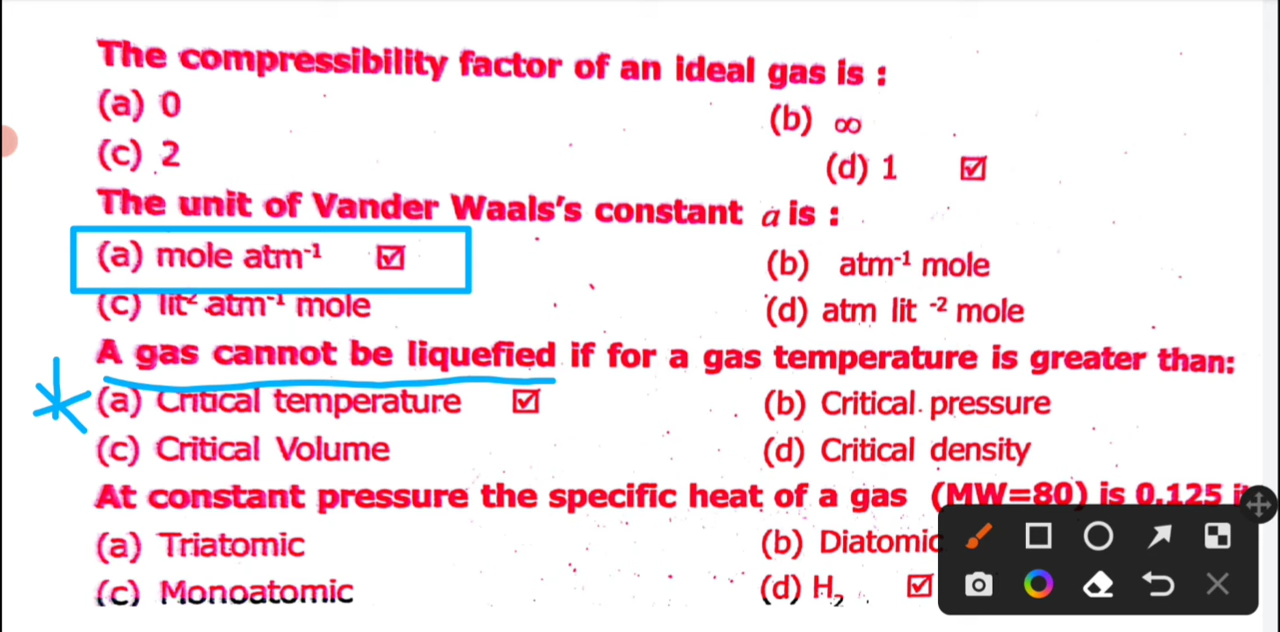 The compressibility factor of an ideal gas is :
(a) 0 (b) ∞
(c) 2 (d) 1 ☑
The unit of Vander Waals's constant a is :
(a) mole atm⁻¹ ☑ (b) atm⁻¹ mole
(c) lit² atm⁻¹ mole (d) atm lit ⁻² mole
A gas cannot be liquefied if for a gas temperature is greater than:
(a) Critical temperature ☑ (b) Critical pressure
(c) Critical Volume (d) Critical density
At constant pressure the specific heat of a gas (MW=80) is 0.125
(a) Triatomic (b) Diatomic
(c) Monoatomic (d) H₂ ☑